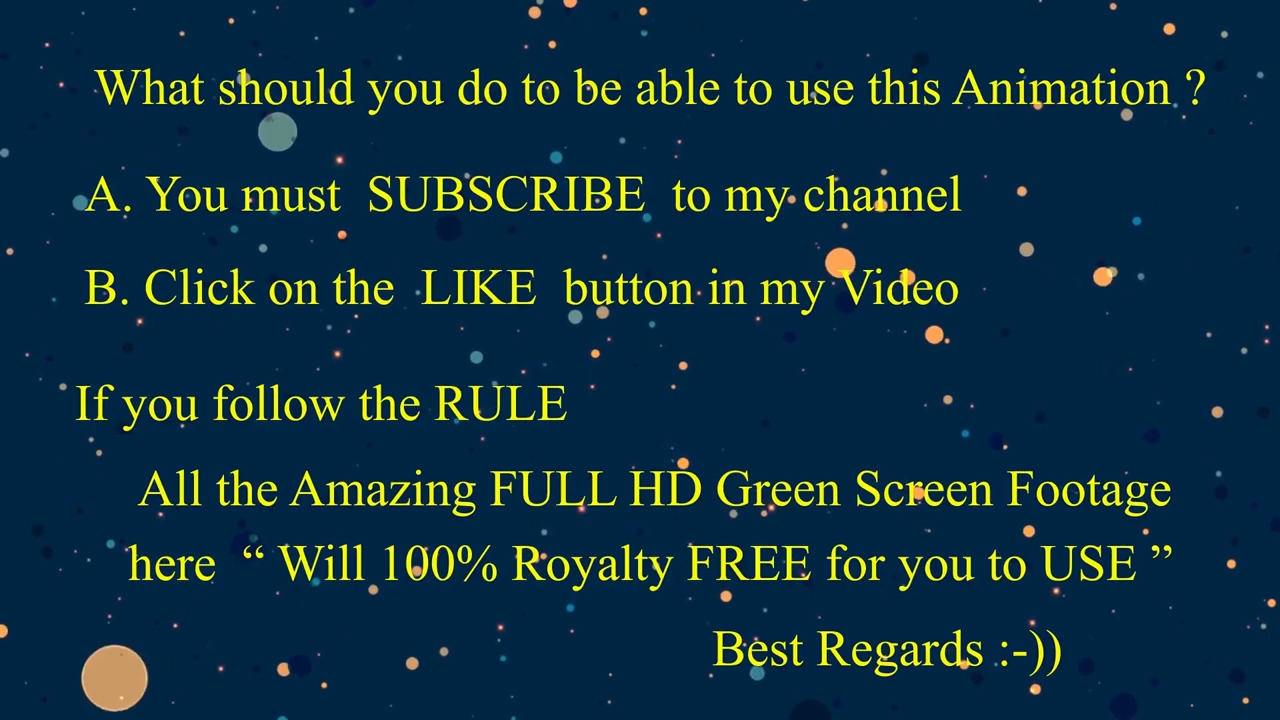 What should you do to be able to use this Animation ?
A. You must SUBSCRIBE to my channel
B. Click on the LIKE button in my Video
If you follow the RULE
All the Amazing FULL HD Green Screen Footage
here “ Will 100% Royalty FREE for you to USE ”
Best Regards :-))